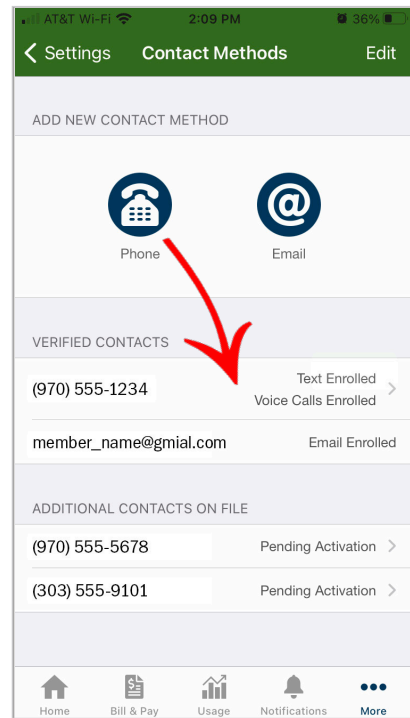 AT&T Wi-Fi 2:09 PM 36%
Settings Contact Methods Edit
ADD NEW CONTACT METHOD
@
Phone Email
VERIFIED CONTACTS
(970) 555-1234 Text Enrolled
Voice Calls Enrolled
member_name@gmial.com Email Enrolled
ADDITIONAL CONTACTS ON FILE
(970) 555-5678 Pending Activation
(303) 555-9101 Pending Activation
$
Home Bill & Pay Usage Notifications More